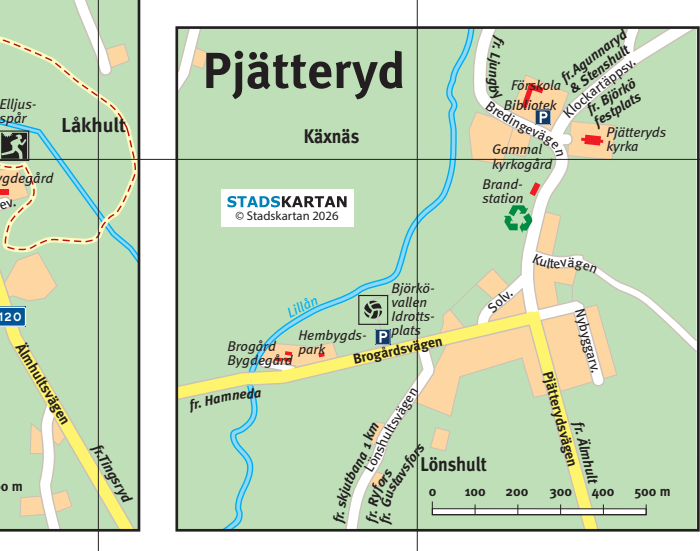 Elljus-
spår
Låkhult
ygdegård
ev.
120
Älmhultsvägen
fr.Tingsryd
00 m
Pjätteryd
Käxnäs
STADSKARTAN
© Stadskartan 2026
fr. Ljungby
fr. Agunnaryd
& Stenshult
Klockartäppsv.
fr. Björkö
festplats
Förskola
Bibliotek
P
Bredingevägen
Pjätteryds
kyrka
Gammal
kyrkogård
Brand-
station
Kultevägen
Solv.
Nybyggarv.
Lillån
Björkö-
vallen
Idrotts-
plats
P
Hembygds-
park
Brogård
Bygdegård
Brogårdsvägen
fr. Hamneda
Pjätterydsvägen
fr. Älmhult
Lönshultsvägen
fr. skjutbana 1 km
fr. Ryfors
fr. Gustavsfors
Lönshult
0 100 200 300 400 500 m